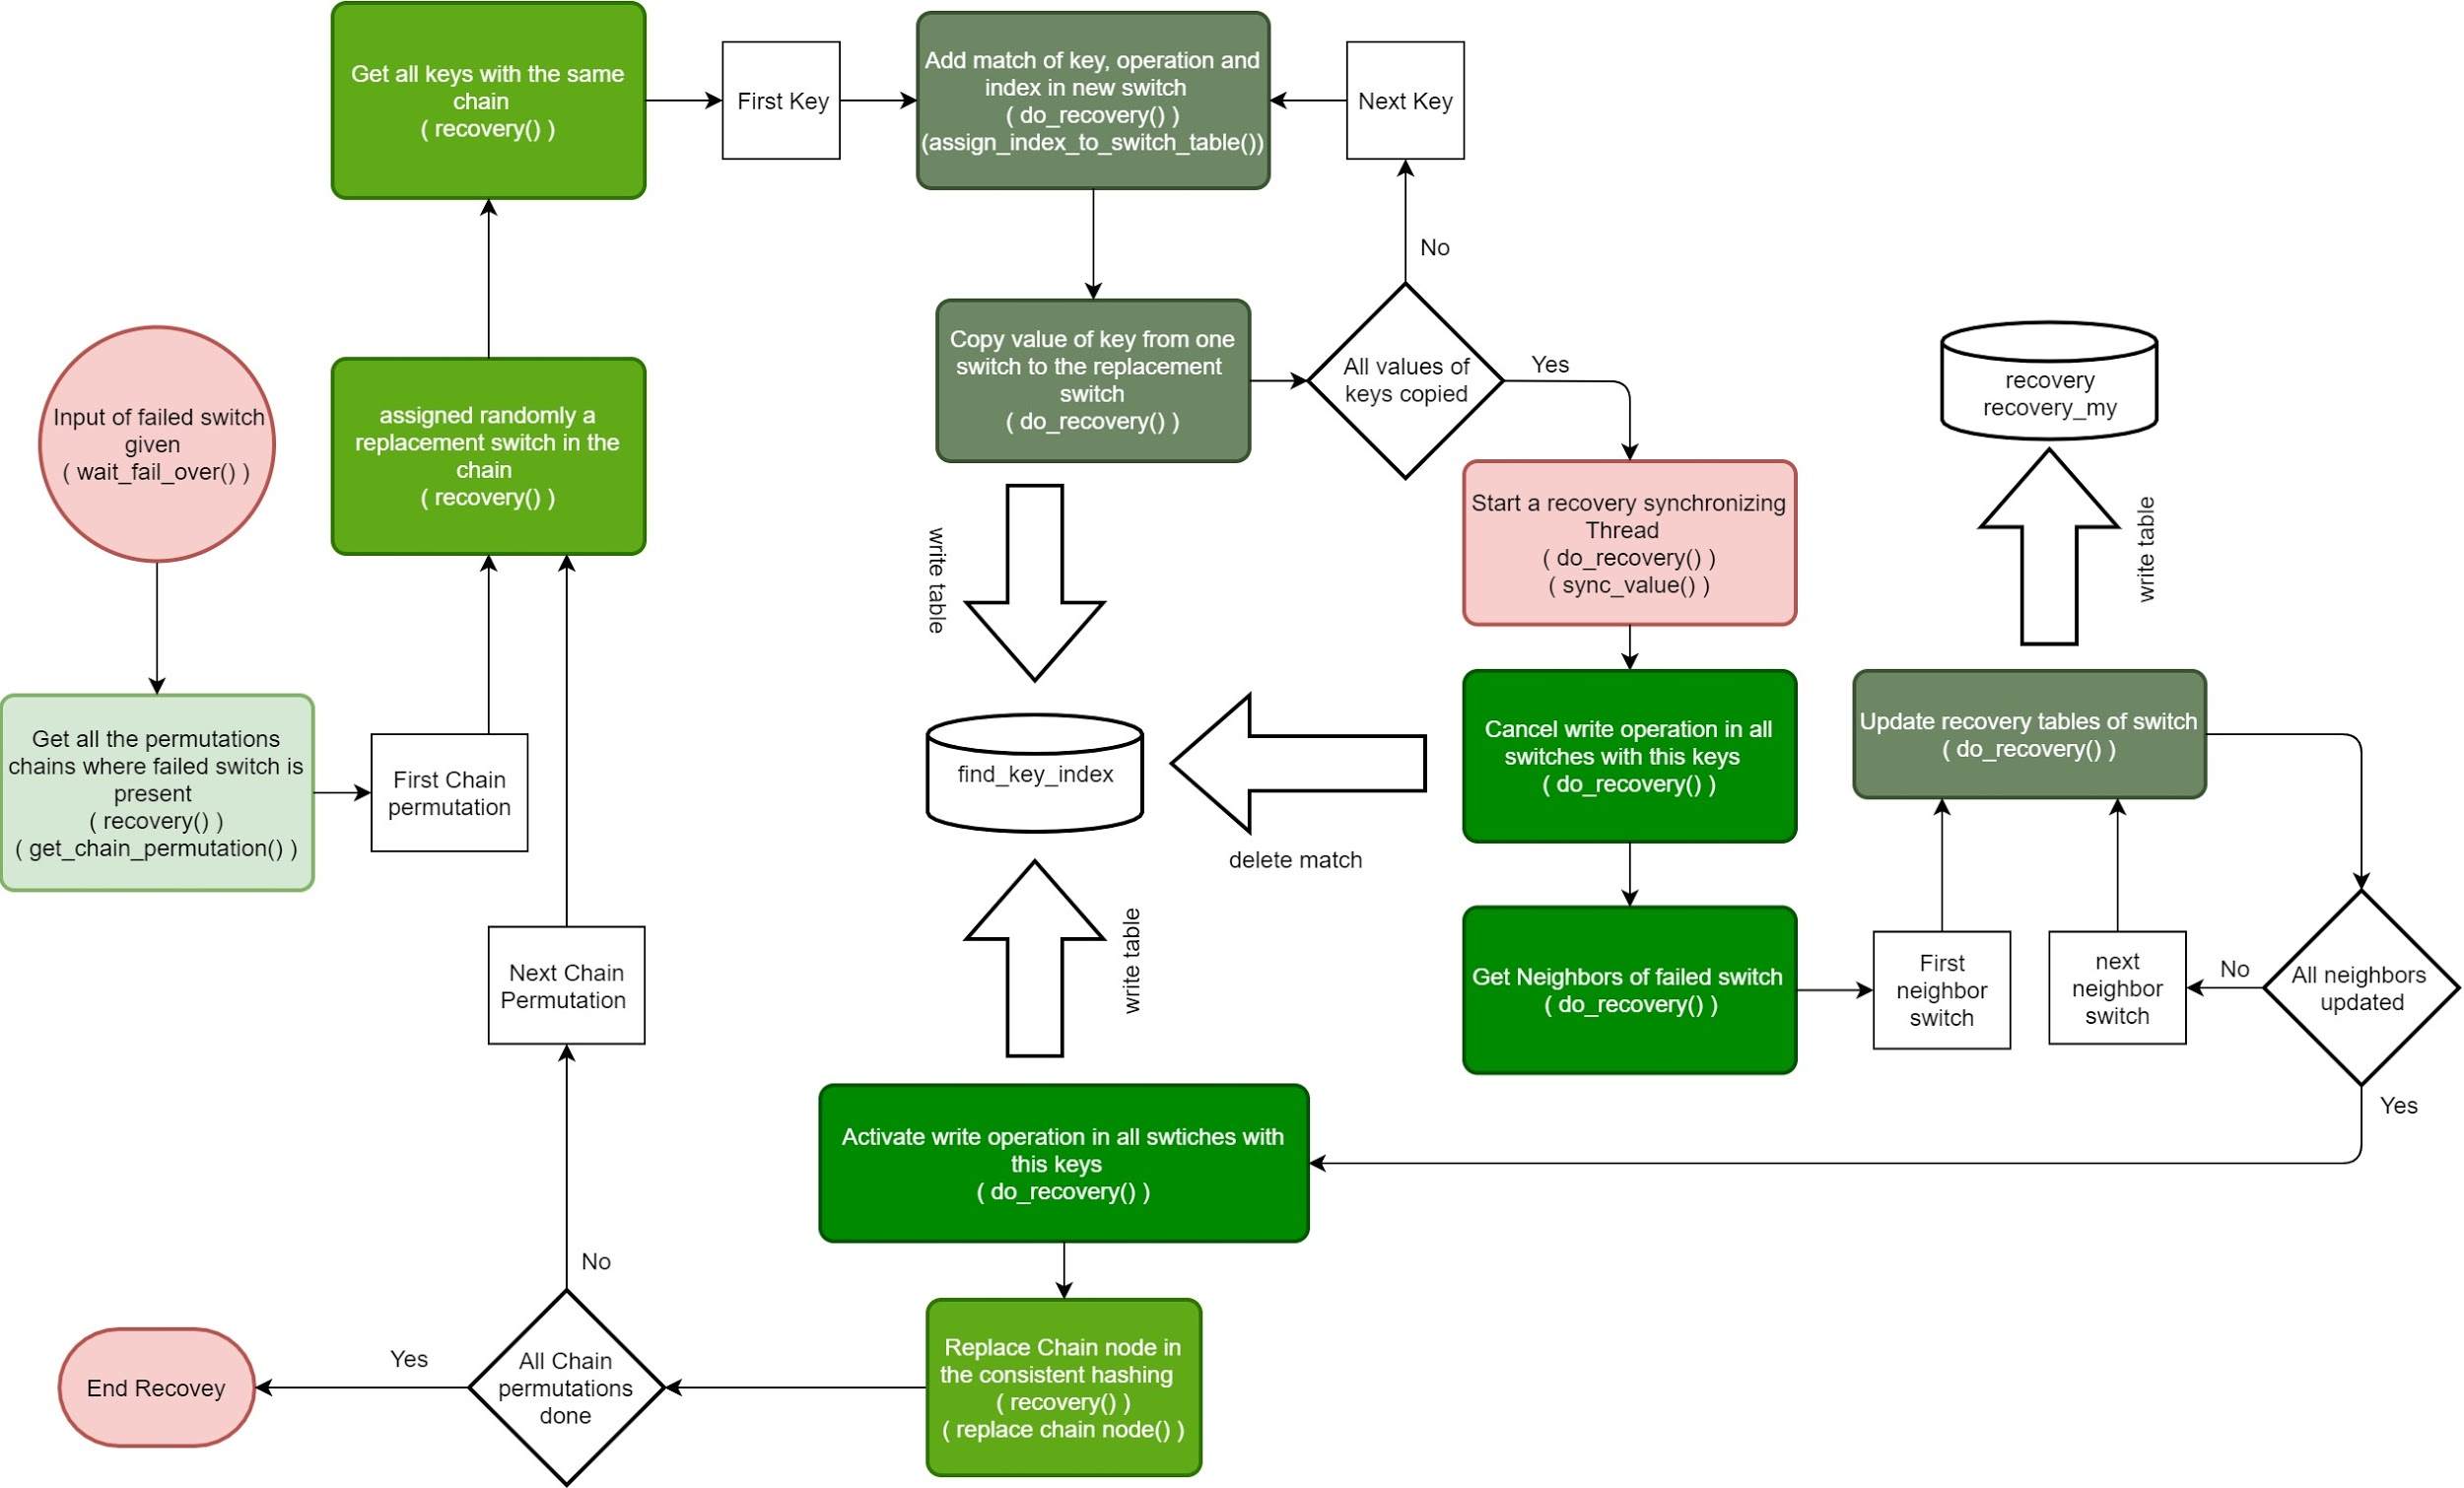 Get all keys with the same
chain
( recovery() )
First Key
Add match of key, operation and
index in new switch
( do_recovery() )
(assign_index_to_switch_table())
Next Key
No
Copy value of key from one
switch to the replacement
switch
( do_recovery() )
All values of
keys copied
Yes
recovery
recovery_my
Input of failed switch
given
( wait_fail_over() )
assigned randomly a
replacement switch in the
chain
( recovery() )
Start a recovery synchronizing
Thread
( do_recovery() )
( sync_value() )
write table
write table
Get all the permutations
chains where failed switch is
present
( recovery() )
( get_chain_permutation() )
First Chain
permutation
find_key_index
delete match
Cancel write operation in all
switches with this keys
( do_recovery() )
Update recovery tables of switch
( do_recovery() )
Next Chain
Permutation
write table
Get Neighbors of failed switch
( do_recovery() )
First
neighbor
switch
next
neighbor
switch
No
All neighbors
updated
Yes
Activate write operation in all swtiches with
this keys
( do_recovery() )
No
Replace Chain node in
the consistent hashing
( recovery() )
( replace chain node() )
All Chain
permutations
done
Yes
End Recovey